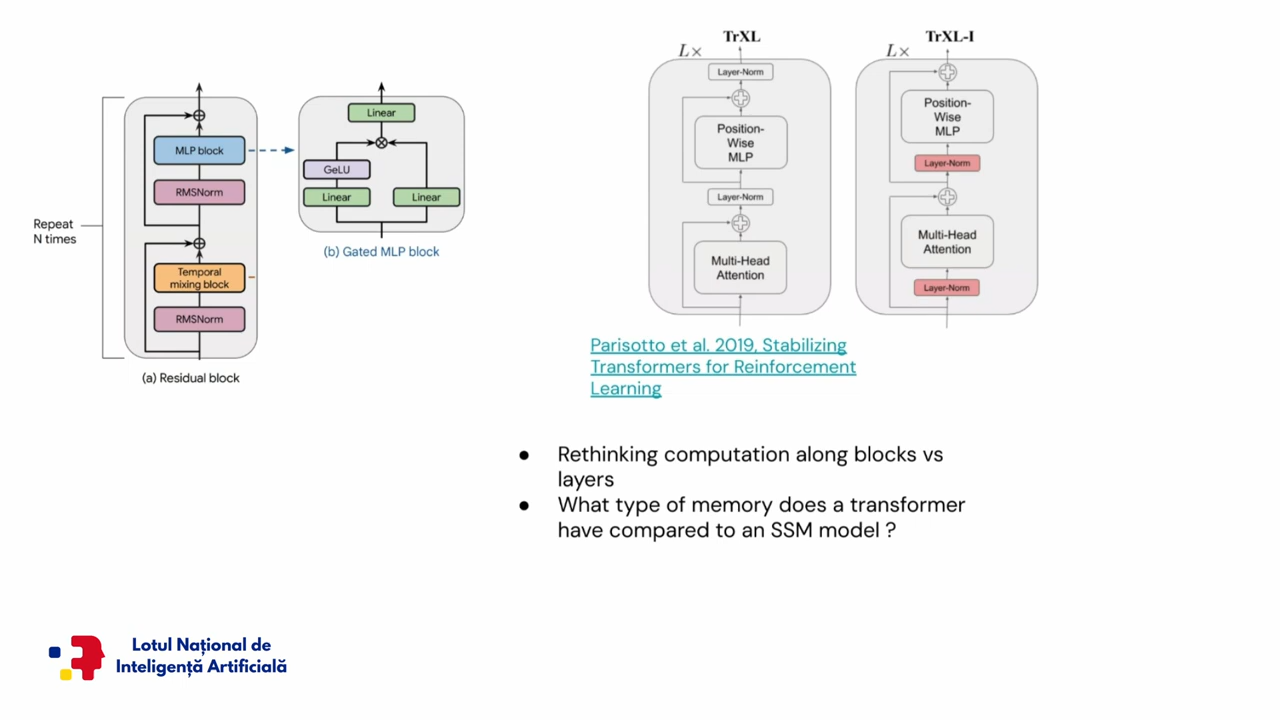 Repeat
N times
MLP block
RMSNorm
Temporal
mixing block
RMSNorm
(a) Residual block
Linear
GeLU
Linear
Linear
(b) Gated MLP block
TrXL
L×
Layer-Norm
Position-
Wise
MLP
Layer-Norm
Multi-Head
Attention
TrXL-I
L×
Position-
Wise
MLP
Layer-Norm
Multi-Head
Attention
Layer-Norm
Parisotto et al. 2019, Stabilizing
Transformers for Reinforcement
Learning
● Rethinking computation along blocks vs
layers
● What type of memory does a transformer
have compared to an SSM model ?
Lotul Național de
Inteligență Artificială